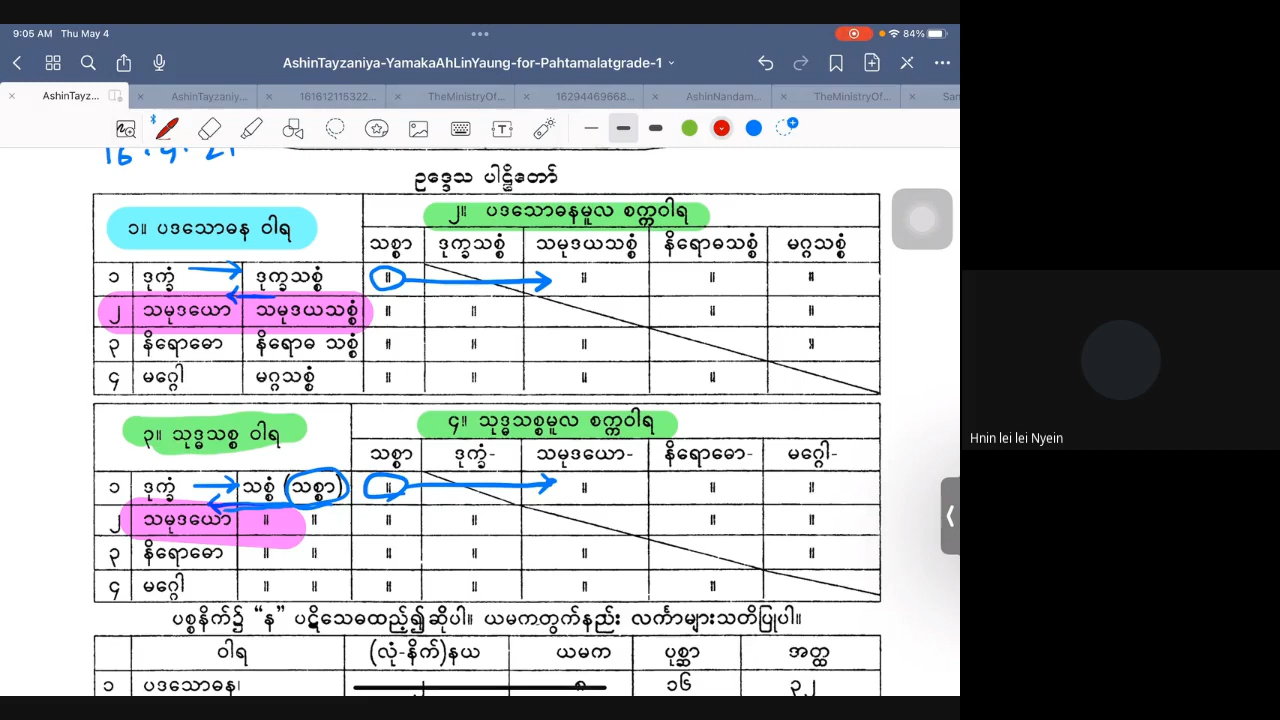 9:05 AM Thu May 4
84%
AshinTayzaniya-YamakaAhLinYaung-for-Pahtamalatgrade-1
AshinTayz... AshinTayzaniy... 161612115322... TheMinistryOf... 16294469668... AshinNandam... TheMinistryOf... San
ဥဒ္ဒေသ ပါဠိတော်
၁။ ပဒသောဓန ဝါရ
၂။ ပဒသောဓနမူလ စက္ကဝါရ
သစ္စာ ဒုက္ခသစ္စံ သမုဒယသစ္စံ နိရောဓသစ္စံ မဂ္ဂသစ္စံ
၁ ဒုက္ခံ ဒုက္ခသစ္စံ ။ ။ ။ ။
၂ သမုဒယော သမုဒယသစ္စံ ။ ။ ။ ။
၃ နိရောဓော နိရောဓ သစ္စံ ။ ။ ။ ။
၄ မဂ္ဂေါ မဂ္ဂသစ္စံ ။ ။ ။ ။
၃။ သုဒ္ဓသစ္စ ဝါရ
၄။ သုဒ္ဓသစ္စမူလ စက္ကဝါရ
သစ္စာ ဒုက္ခံ- သမုဒယော- နိရောဓော- မဂ္ဂေါ-
၁ ဒုက္ခံ သစ္စံ (သစ္စာ) ။ ။ ။ ။
၂ သမုဒယော ။ ။ ။ ။ ။ ။
၃ နိရောဓော ။ ။ ။ ။ ။ ။
၄ မဂ္ဂေါ ။ ။ ။ ။ ။ ။
ပစ္စနိက်၌ “န” ပဋိသေဓထည့်၍ဆိုပါ။ ယမကတွက်နည်း လင်္ကာများသတိပြုပါ။
ဝါရ (လုံ-နိက်)နယ ယမက ပုစ္ဆာ အတ္ထ
၁ ပဒသောဓန၊ ၁၆ ၃၂
Hnin lei lei Nyein